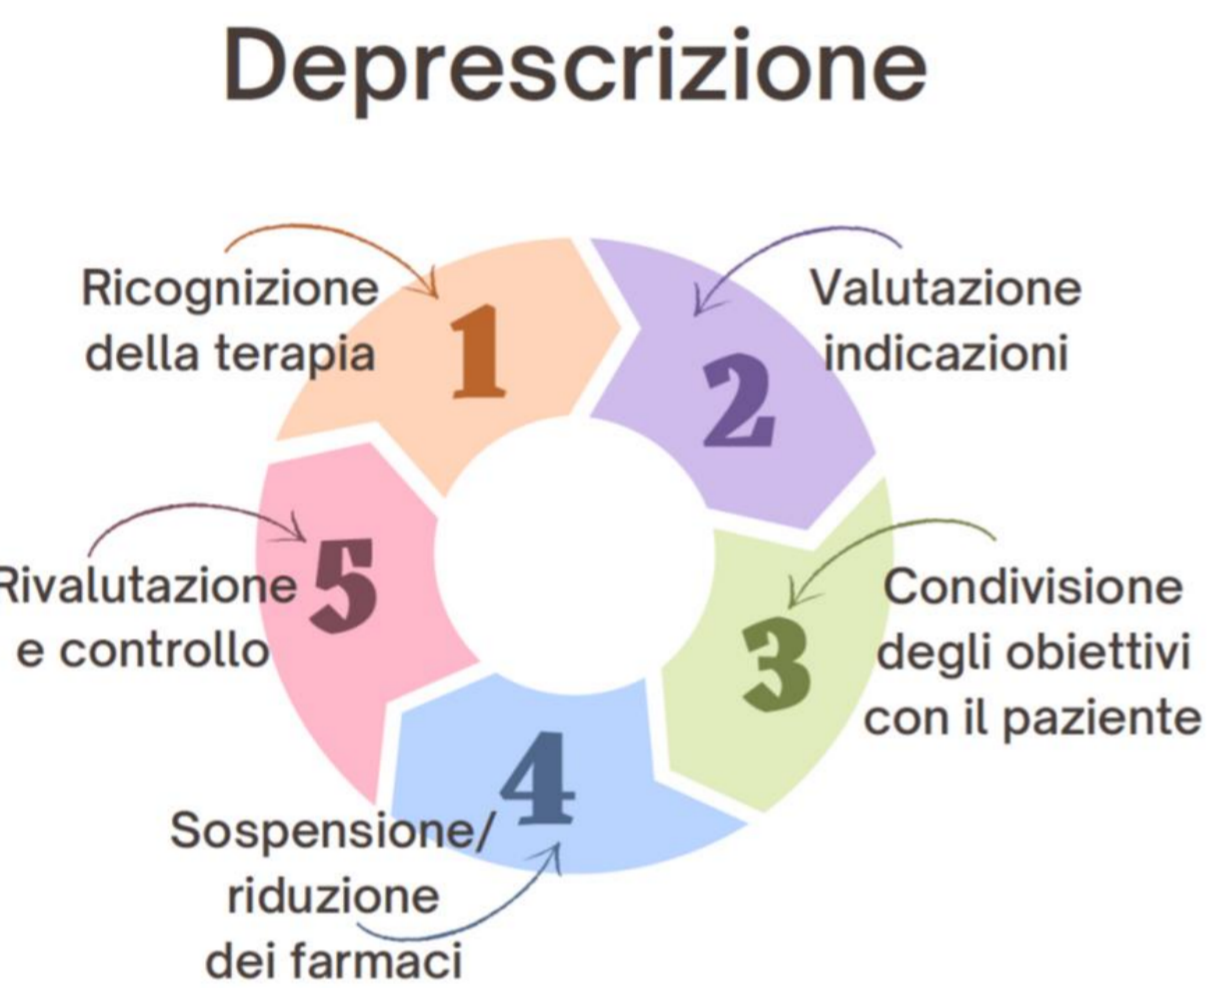 Deprescrizione
Ricognizione
della terapia
1
Valutazione
indicazioni
2
Condivisione
degli obiettivi
con il paziente
3
Sospensione/
riduzione
dei farmaci
4
Rivalutazione
e controllo
5